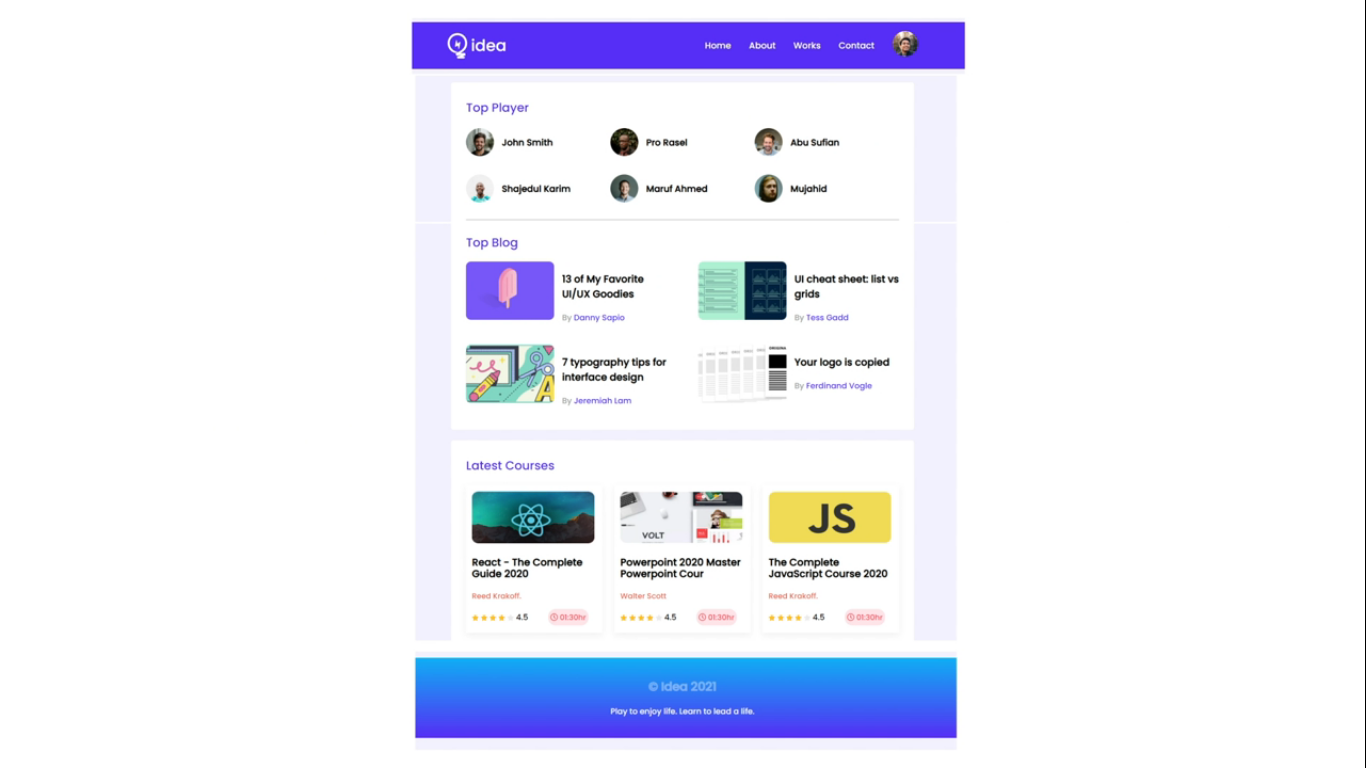 idea
Home About Works Contact
Top Player
John Smith Pro Rasel Abu Sufian
Shajedul Karim Maruf Ahmed Mujahid
Top Blog
13 of My Favorite
UI/UX Goodies
By Danny Sapio
UI cheat sheet: list vs
grids
By Tess Gadd
7 typography tips for
interface design
By Jeremiah Lam
Your logo is copied
By Ferdinand Vogle
Latest Courses
React - The Complete
Guide 2020
Reed Krakoff.
4.5 01:30hr
VOLT
Powerpoint 2020 Master
Powerpoint Cour
Walter Scott
4.5 01:30hr
JS
The Complete
JavaScript Course 2020
Reed Krakoff.
4.5 01:30hr
© Idea 2021
Play to enjoy life. Learn to lead a life.